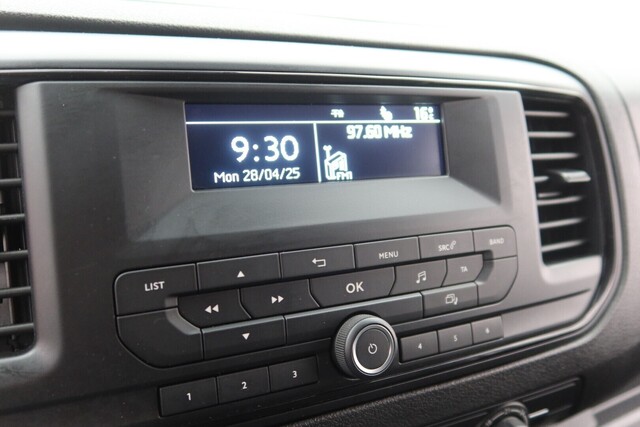 16°
97.60 MHz
9:30
Mon 28/04/25
FM1
SRC
BAND
MENU
LIST
OK
TA
1
2
3
4
5
6